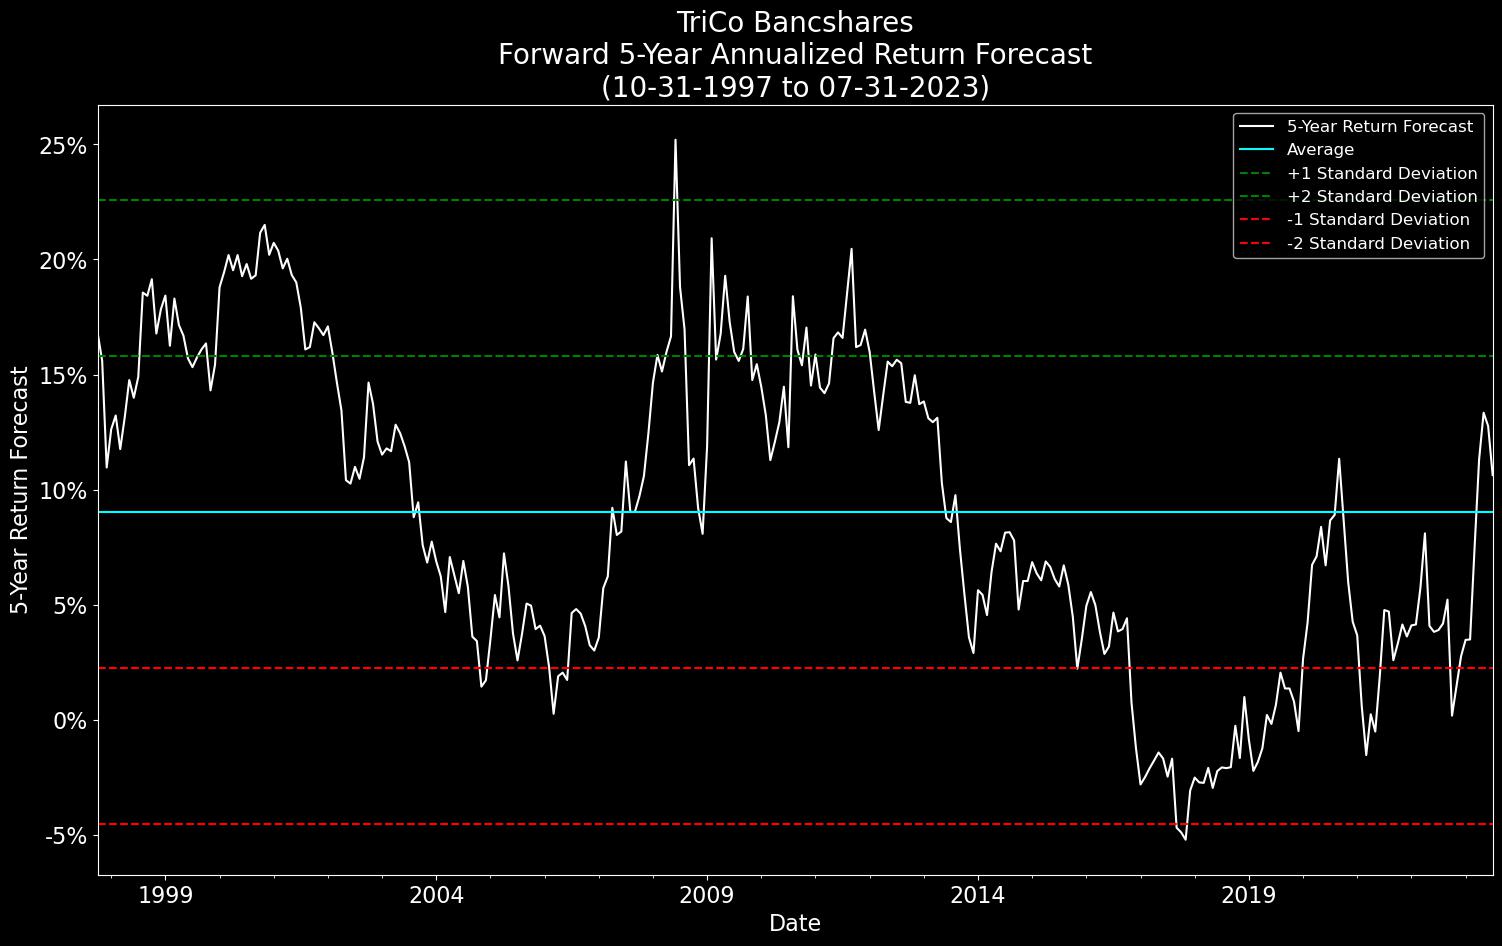 TriCo Bancshares
Forward 5-Year Annualized Return Forecast
(10-31-1997 to 07-31-2023)
5-Year Return Forecast
Average
+1 Standard Deviation
+2 Standard Deviation
-1 Standard Deviation
-2 Standard Deviation
5-Year Return Forecast
25%
20%
15%
10%
5%
0%
-5%
1999 2004 2009 2014 2019
Date